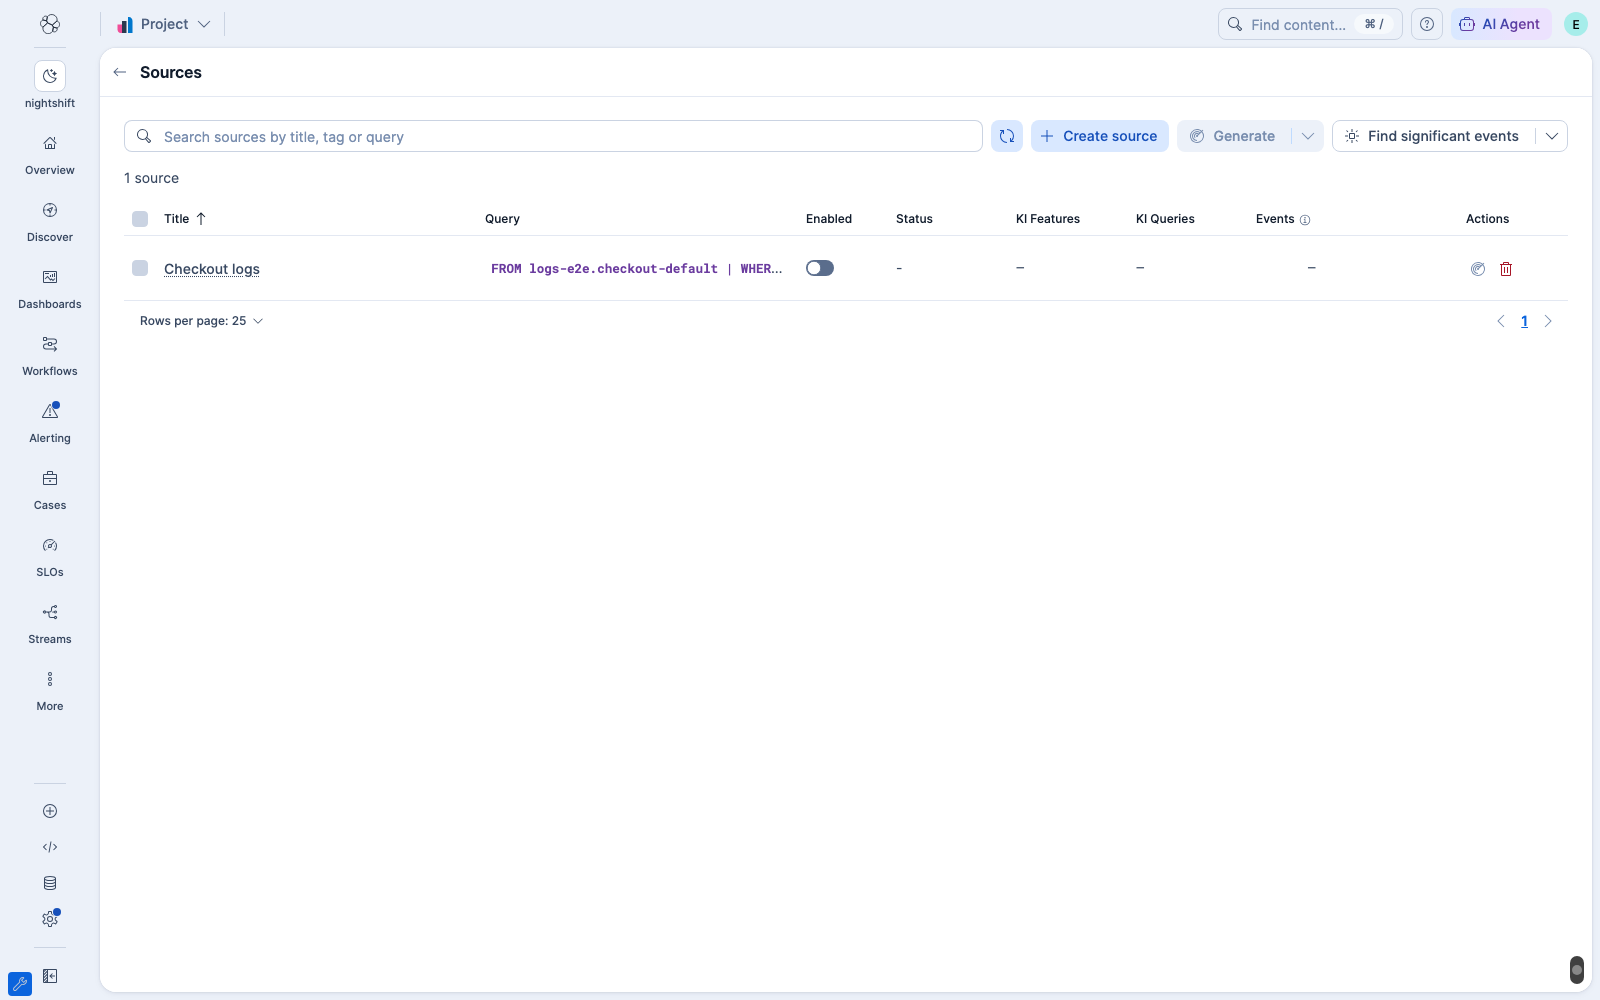 Project
Find content...
⌘ /
AI Agent
E
nightshift
Overview
Discover
Dashboards
Workflows
Alerting
Cases
SLOs
Streams
More
Sources
Search sources by title, tag or query
Create source
Generate
Find significant events
1 source
Title
Query
Enabled
Status
KI Features
KI Queries
Events
Actions
Checkout logs
FROM logs-e2e.checkout-default | WHER...
-
–
–
–
Rows per page: 25
1